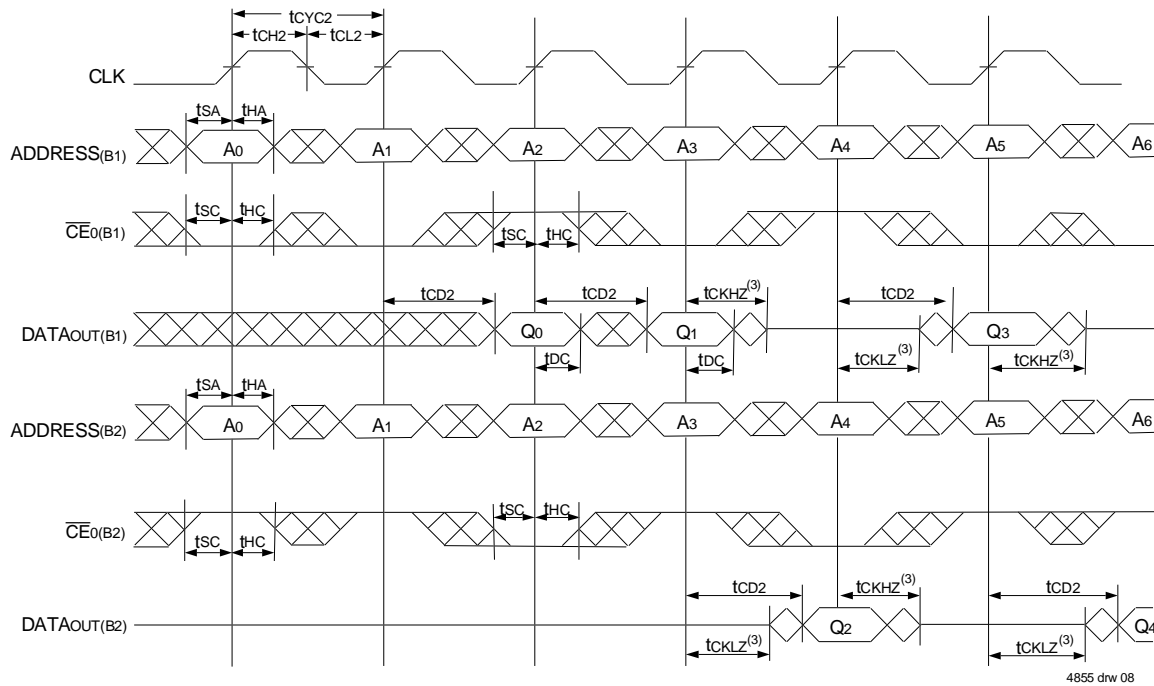 tCYC2
tCH2 tCL2
CLK
tSA tHA
ADDRESS(B1) A0 A1 A2 A3 A4 A5 A6
tSC tHC
CE0(B1)
tSC tHC
tCD2 tCD2 tCKHZ(3) tCD2
DATAOUT(B1) Q0 Q1 Q3
tDC tDC tCKLZ(3) tCKHZ(3)
tSA tHA
ADDRESS(B2) A0 A1 A2 A3 A4 A5 A6
tSC tHC
CE0(B2)
tSC tHC
tCD2 tCKHZ(3) tCD2
DATAOUT(B2) Q2 Q4
tCKLZ(3) tCKLZ(3)
4855 drw 08